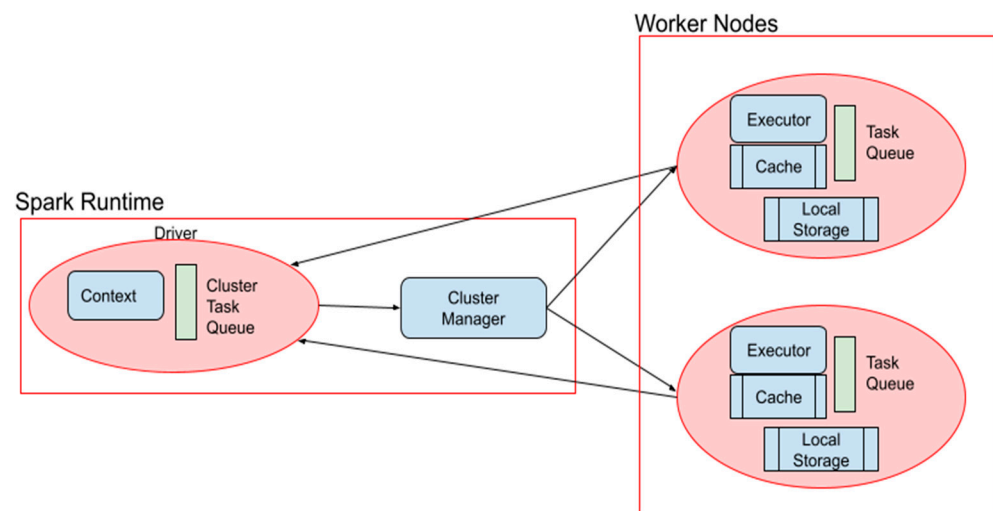 Worker Nodes
Executor
Cache
Task
Queue
Local
Storage
Spark Runtime
Driver
Context
Cluster
Task
Queue
Cluster
Manager
Executor
Cache
Task
Queue
Local
Storage